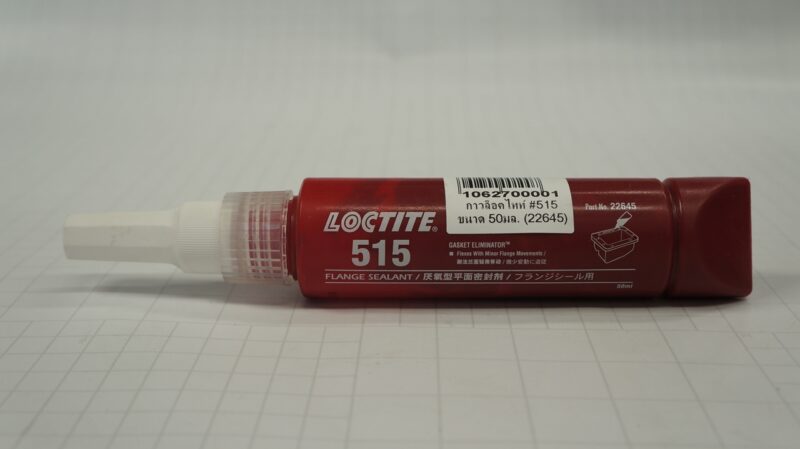 1062700001
กาวล็อคไทท์ #515
ขนาด 50มล. (22645)
LOCTITE®
515
GASKET ELIMINATOR™
Flexes With Minor Flange Movements /
FLANGE SEALANT / 厌氧型平面密封剂 / フランジシール用
Part No. 22645
50ml